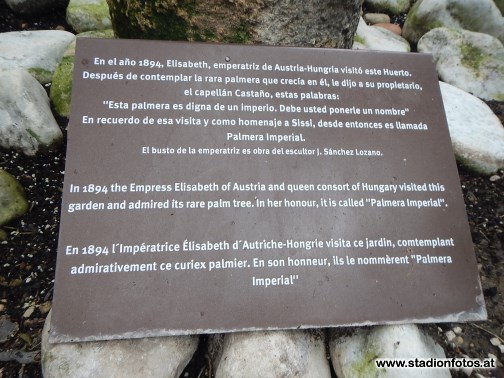 En el año 1894, Elisabeth, emperatriz de Austria-Hungria visitó este Huerto.
Después de contemplar la rara palmera que crecía en él, le dijo a su propietario,
el capellán Castaño, estas palabras:
"Esta palmera es digna de un imperio. Debe usted ponerle un nombre"
En recuerdo de esa visita y como homenaje a Sissi, desde entonces es llamada
Palmera Imperial.
El busto de la emperatriz es obra del escultor J. Sánchez Lozano.
In 1894 the Empress Elisabeth of Austria and queen consort of Hungary visited this
garden and admired its rare palm tree. In her honour, it is called "Palmera Imperial".
En 1894 l´Impératrice Élisabeth d´Autriche-Hongrie visita ce jardin, comtemplant
admirativement ce curiex palmier. En son honneur, ils le nommèrent "Palmera
Imperial"
www.stadionfotos.at